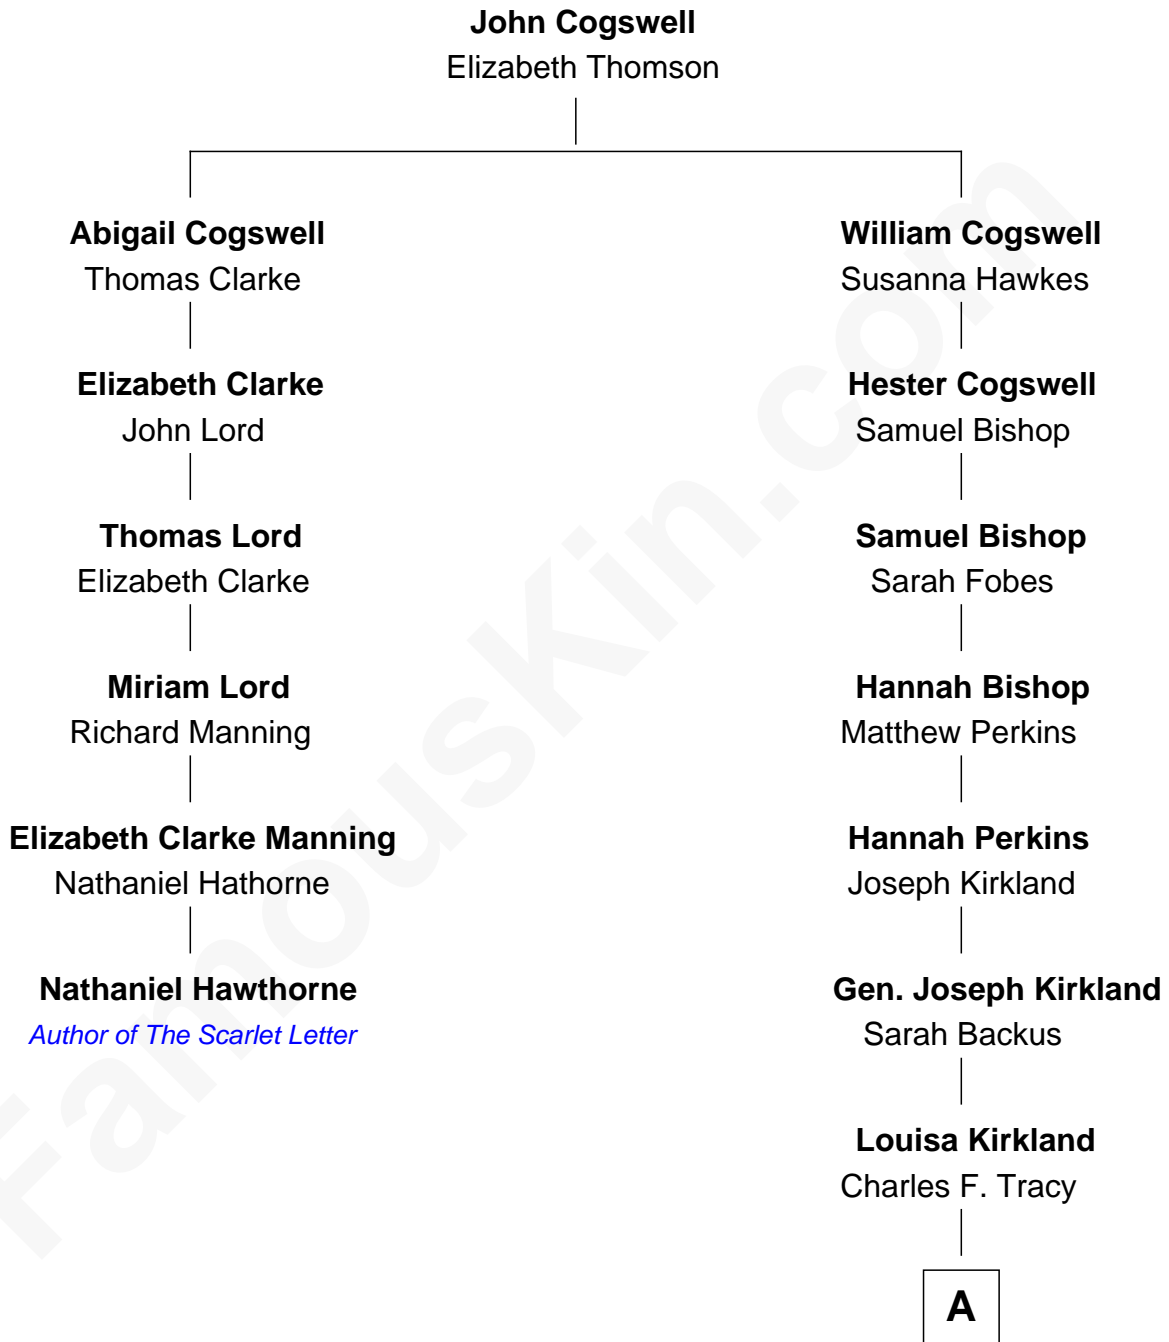 John Cogswell
Elizabeth Thomson
Abigail Cogswell
Thomas Clarke
William Cogswell
Susanna Hawkes
Elizabeth Clarke
John Lord
Hester Cogswell
Samuel Bishop
Thomas Lord
Elizabeth Clarke
Samuel Bishop
Sarah Fobes
Miriam Lord
Richard Manning
Hannah Bishop
Matthew Perkins
Elizabeth Clarke Manning
Nathaniel Hathorne
Hannah Perkins
Joseph Kirkland
Nathaniel Hawthorne
Author of The Scarlet Letter
Gen. Joseph Kirkland
Sarah Backus
Louisa Kirkland
Charles F. Tracy
A
FamousKin.com